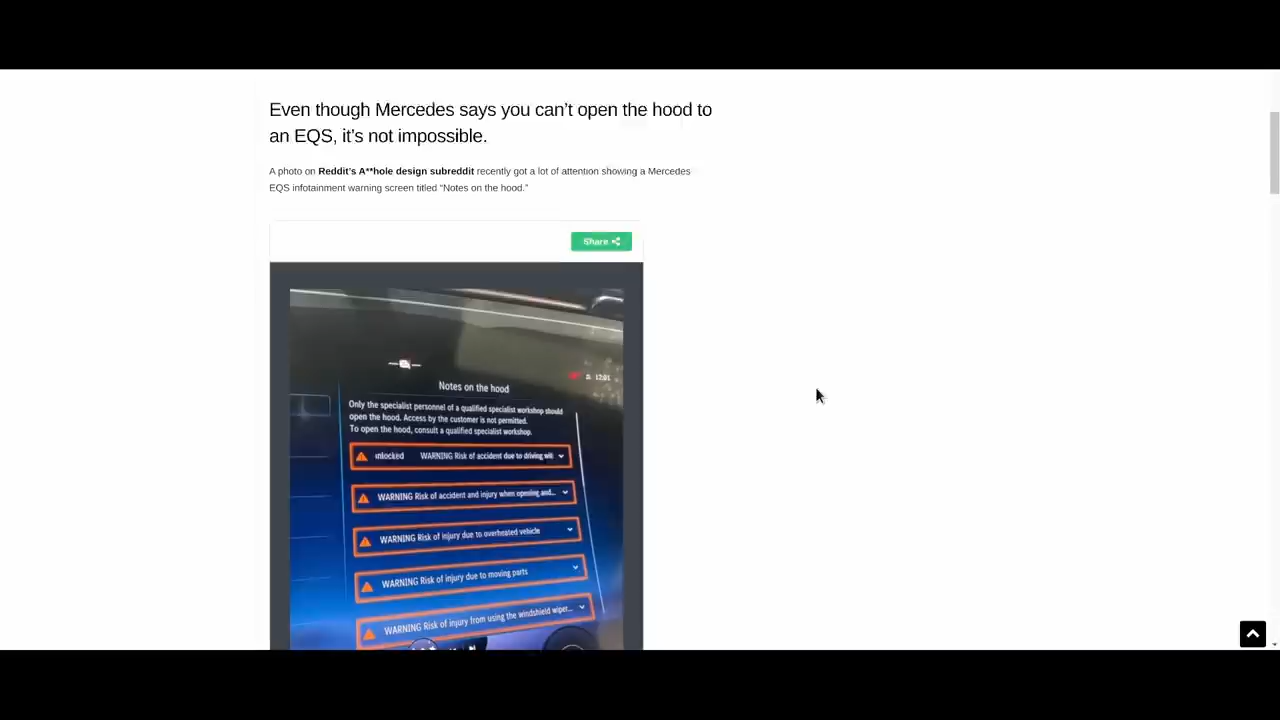 Even though Mercedes says you can’t open the hood to
an EQS, it’s not impossible.
A photo on Reddit’s A**hole design subreddit recently got a lot of attention showing a Mercedes
EQS infotainment warning screen titled “Notes on the hood.”
Share
12:01
Notes on the hood
Only the specialist personnel of a qualified specialist workshop should
open the hood. Access by the customer is not permitted.
To open the hood, consult a qualified specialist workshop.
unlocked WARNING Risk of accident due to driving wit
WARNING Risk of accident and injury when opening and...
WARNING Risk of injury due to overheated vehicle
WARNING Risk of injury due to moving parts
WARNING Risk of injury from using the windshield wiper...